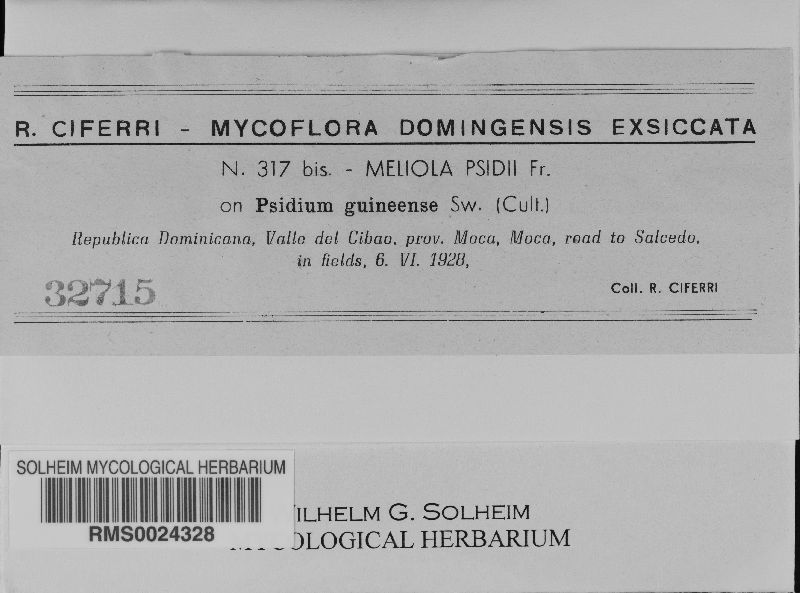 R. CIFERRI - MYCOFLORA DOMINGENSIS EXSICCATA
N. 317 bis. - MELIOLA PSIDII Fr.
on Psidium guineense Sw. (Cult.)
Republica Dominicana, Valle del Cibao, prov. Moca, Moca, road to Salcedo,
in fields, 6. VI. 1928,
32715
Coll. R. CIFERRI
SOLHEIM MYCOLOGICAL HERBARIUM
RMS0024328
ILHELM G. SOLHEIM
MYCOLOGICAL HERBARIUM